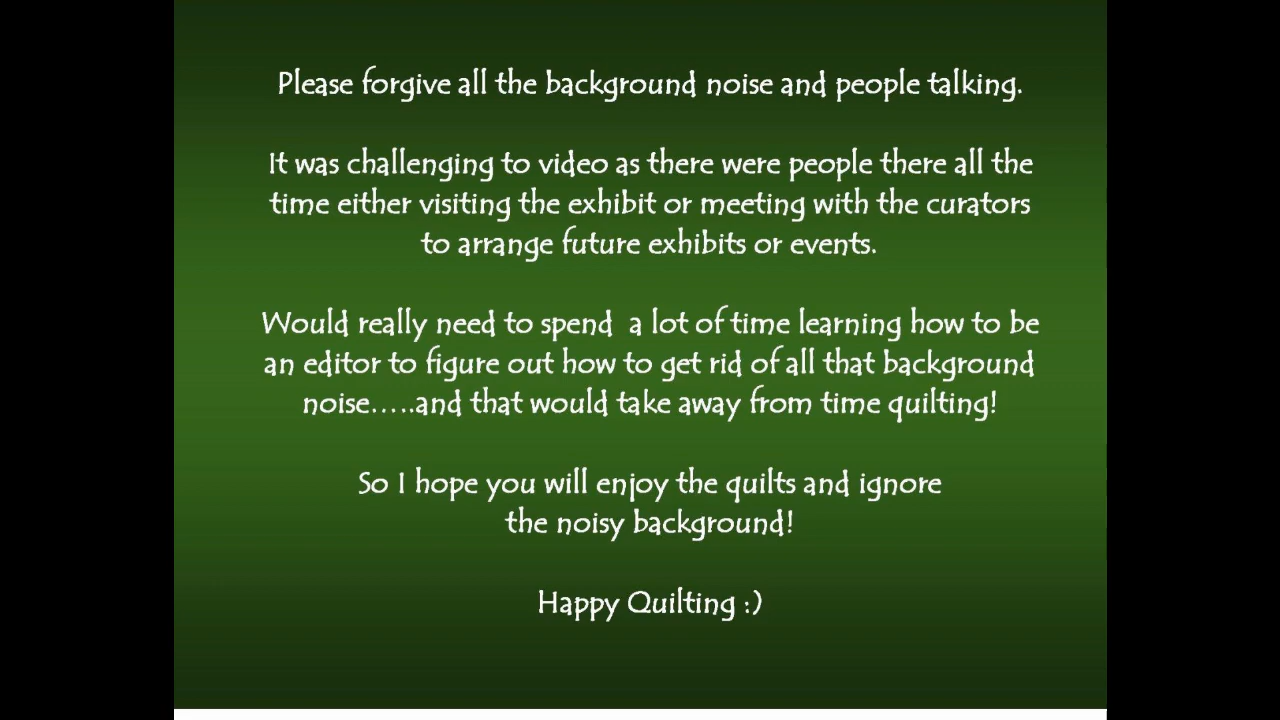 Please forgive all the background noise and people talking.
It was challenging to video as there were people there all the
time either visiting the exhibit or meeting with the curators
to arrange future exhibits or events.
Would really need to spend  a lot of time learning how to be
an editor to figure out how to get rid of all that background
noise.....and that would take away from time quilting!
So I hope you will enjoy the quilts and ignore
the noisy background!
Happy Quilting :)